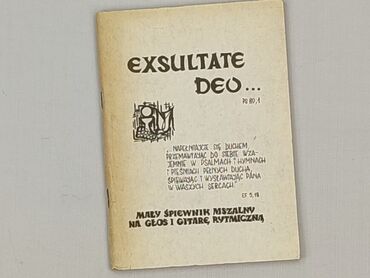 EXSULTATE
DEO...
PS 80,1
„NAPEŁNIAJCIE SIĘ DUCHEM,
PRZEMAWIAJĄC DO SIEBIE WZA-
JEMNIE W PSALMACH I HYMNACH
I PIEŚNIACH PEŁNYCH DUCHA,
ŚPIEWAJĄC I WYSŁAWIAJĄC PANA
W WASZYCH SERCACH."
EF 5,18
MAŁY ŚPIEWNIK MSZALNY
NA GŁOS I GITARĘ RYTMICZNĄ